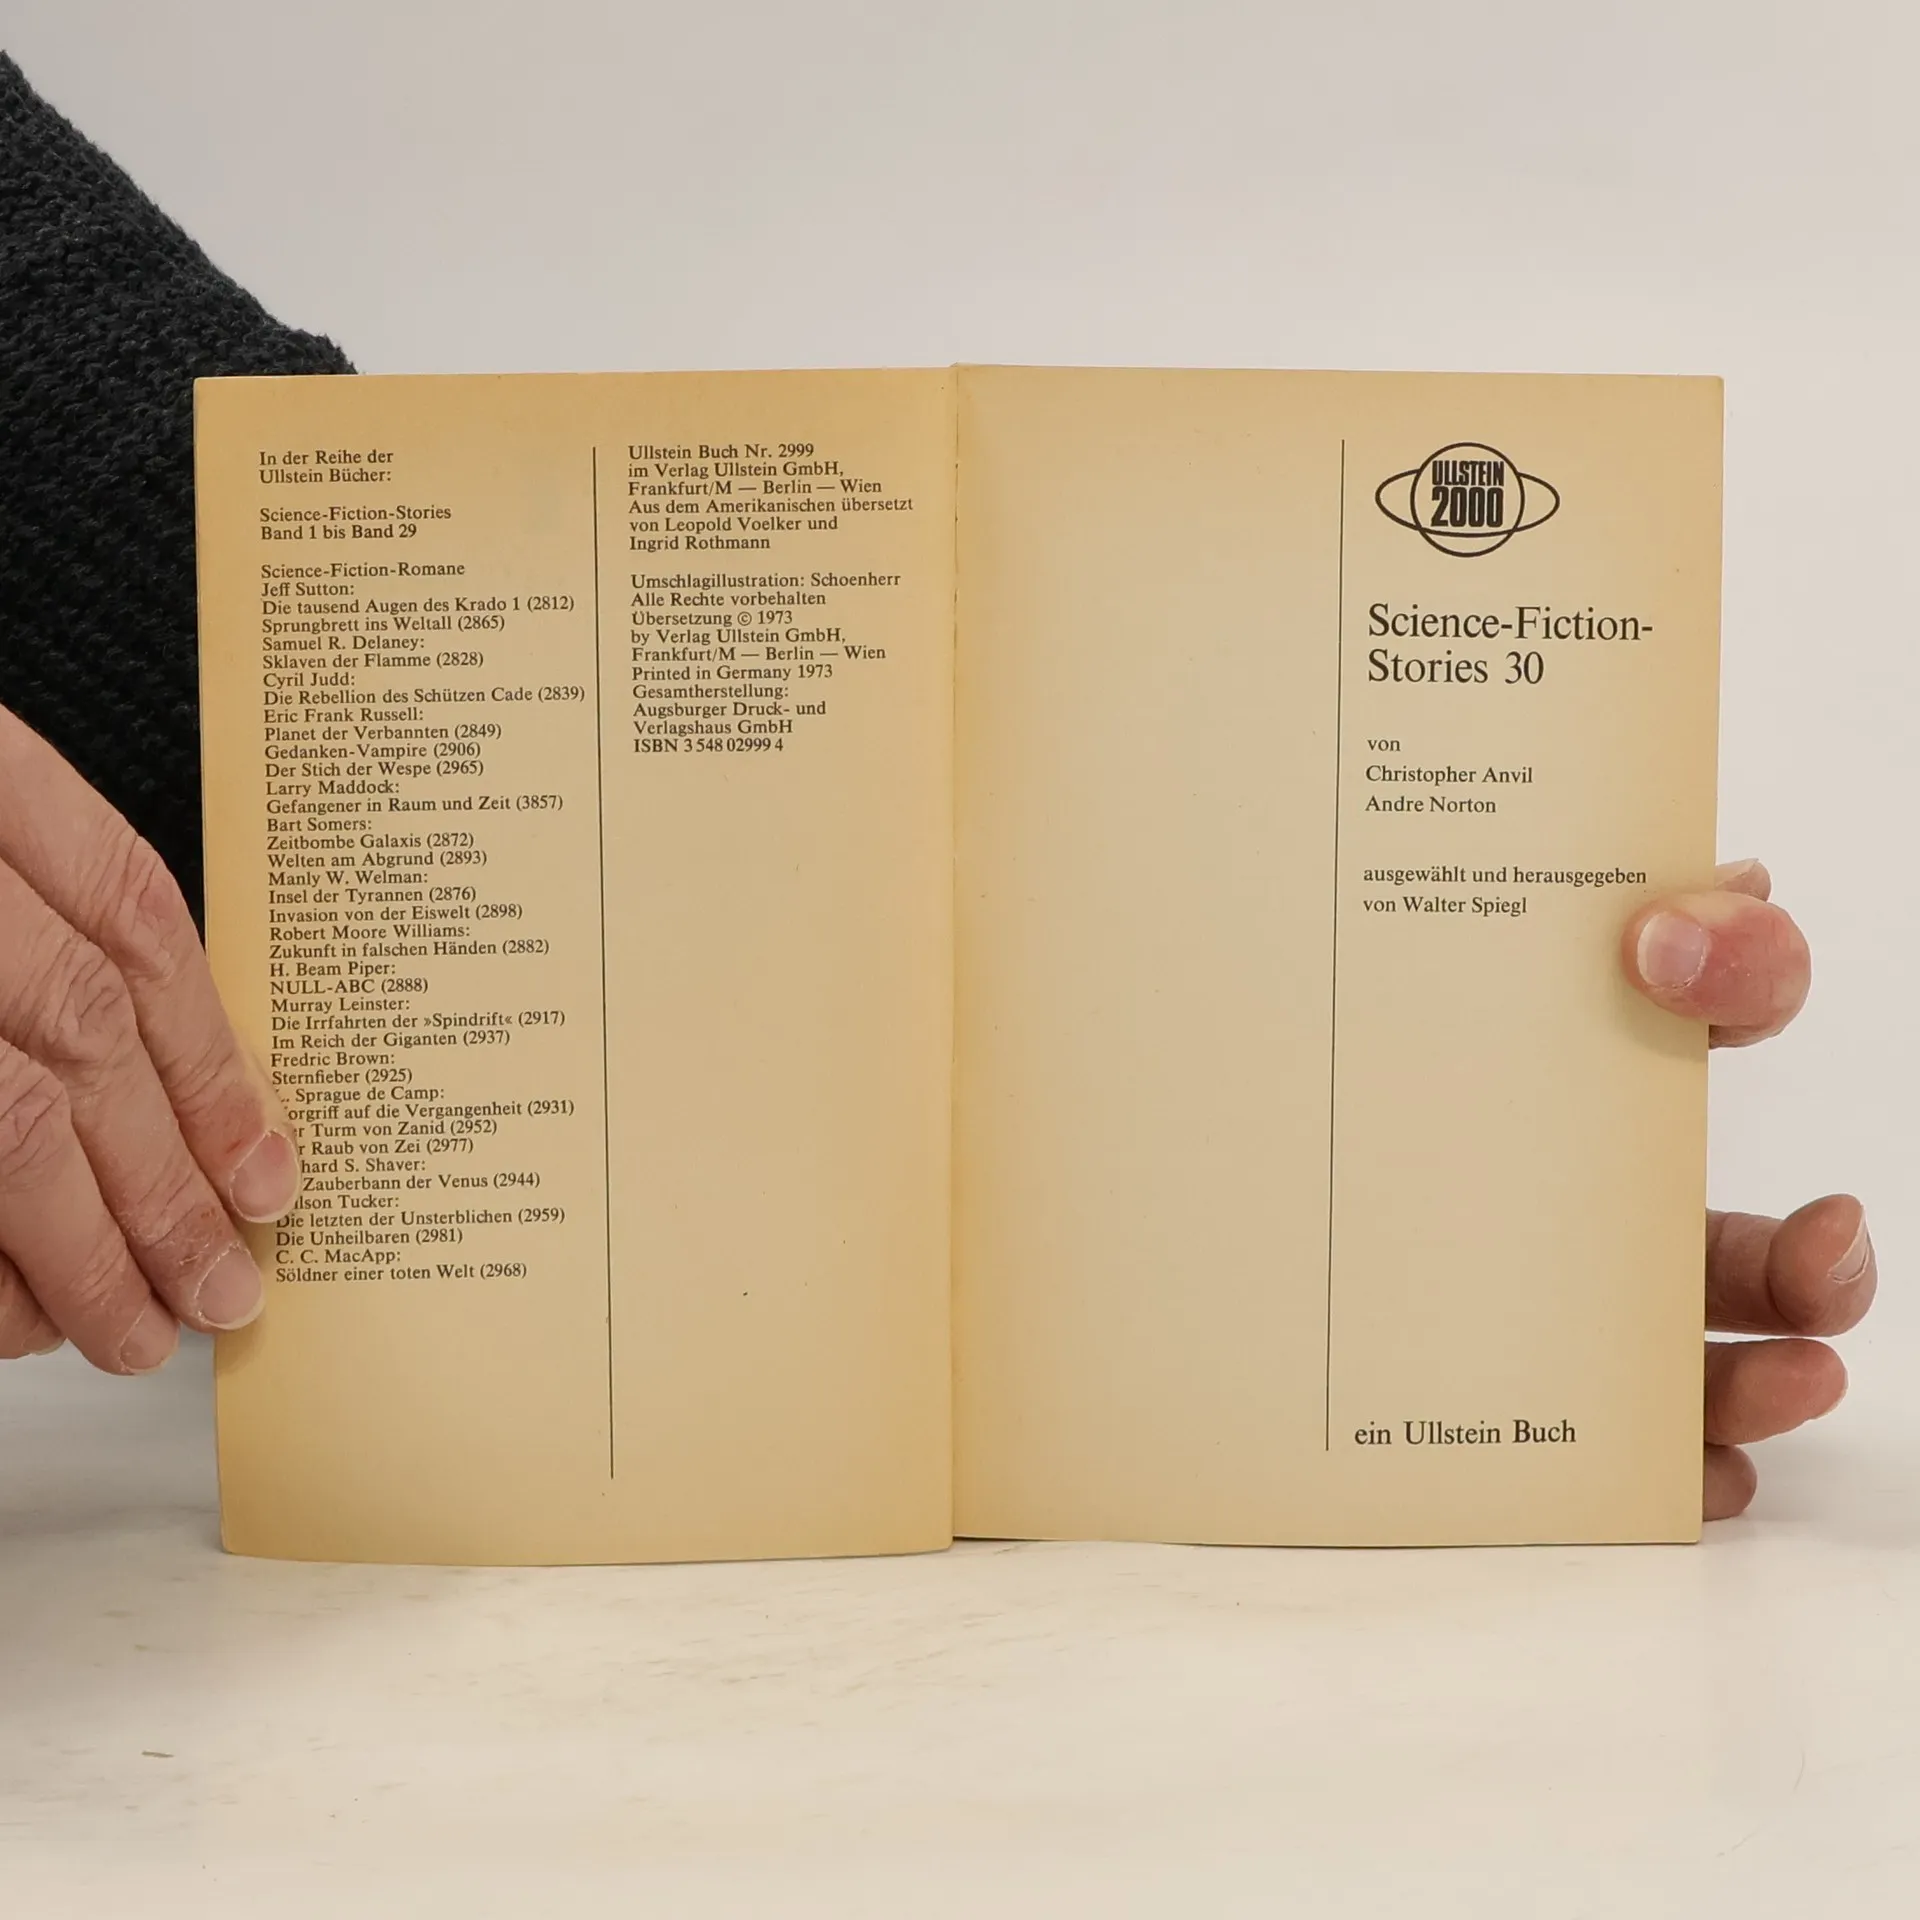 In der Reihe der
Ullstein Bücher:
Science-Fiction-Stories
Band 1 bis Band 29
Science-Fiction-Romane
Jeff Sutton:
Die tausend Augen des Krado 1 (2812)
Sprungbrett ins Weltall (2865)
Samuel R. Delaney:
Sklaven der Flamme (2828)
Cyril Judd:
Die Rebellion des Schützen Cade (2839)
Eric Frank Russell:
Planet der Verbannten (2849)
Gedanken-Vampire (2906)
Der Stich der Wespe (2965)
Larry Maddock:
Gefangener in Raum und Zeit (3857)
Bart Somers:
Zeitbombe Galaxis (2872)
Welten am Abgrund (2893)
Manly W. Welman:
Insel der Tyrannen (2876)
Invasion von der Eiswelt (2898)
Robert Moore Williams:
Zukunft in falschen Händen (2882)
H. Beam Piper:
NULL-ABC (2888)
Murray Leinster:
Die Irrfahrten der »Spindrift« (2917)
Im Reich der Giganten (2937)
Fredric Brown:
Sternfieber (2925)
Sprague de Camp:
auf die Vergangenheit (2931)
Turm von Zanid (2952)
Raub von Zei (2977)
S. Shaver:
Zauberbann der Venus (2944)
Tucker:
Die letzten der Unsterblichen (2959)
Die Unheilbaren (2981)
C. C. MacApp:
Söldner einer toten Welt (2968)
Ullstein Buch Nr. 2999
im Verlag Ullstein GmbH,
Frankfurt/M — Berlin — Wien
Aus dem Amerikanischen übersetzt
von Leopold Voelker und
Ingrid Rothmann
Umschlagillustration: Schoenherr
Alle Rechte vorbehalten
Übersetzung © 1973
by Verlag Ullstein GmbH,
Frankfurt/M — Berlin — Wien
Printed in Germany 1973
Gesamtherstellung:
Augsburger Druck- und
Verlagshaus GmbH
ISBN 3 548 02999 4
ULLSTEIN
2000
Science-Fiction-
Stories 30
von
Christopher Anvil
Andre Norton
ausgewählt und herausgegeben
von Walter Spiegl
ein Ullstein Buch